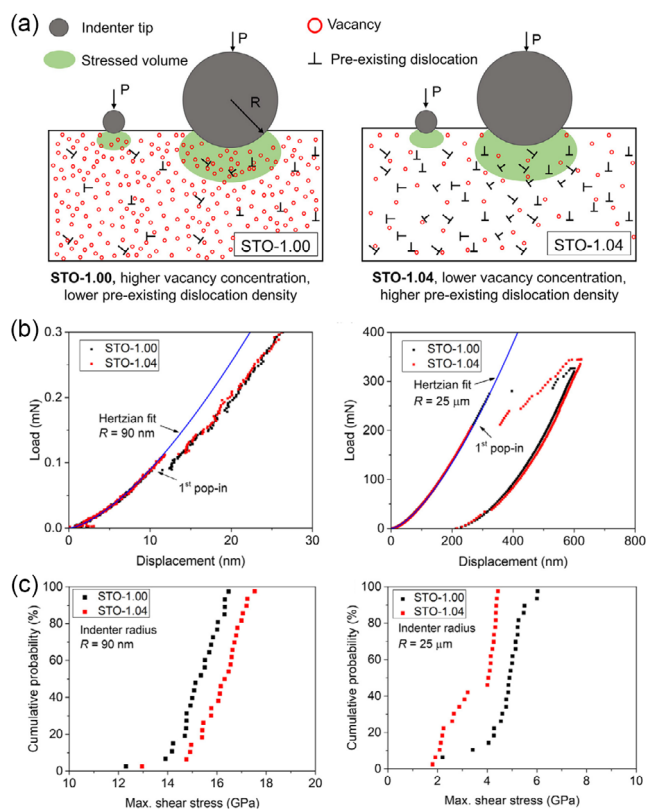 (a)
Indenter tip
Vacancy
Stressed volume
Pre-existing dislocation
P
P
R
STO-1.00
P
P
STO-1.04
STO-1.00, higher vacancy concentration,
lower pre-existing dislocation density
STO-1.04, lower vacancy concentration,
higher pre-existing dislocation density
(b)
Load (mN)
0.3
0.2
0.1
0.0
STO-1.00
STO-1.04
Hertzian fit
R = 90 nm
1st pop-in
0 10 20 30
Displacement (nm)
Load (mN)
400
300
200
100
0
STO-1.00
STO-1.04
Hertzian fit
R = 25 μm
1st pop-in
0 200 400 600 800
Displacement (nm)
(c)
Cumulative probability (%)
100
80
60
40
20
0
STO-1.00
STO-1.04
Indenter radius
R = 90 nm
10 12 14 16 18 20
Max. shear stress (GPa)
Cumulative probability (%)
100
80
60
40
20
0
STO-1.00
STO-1.04
Indenter radius
R = 25 μm
0 2 4 6 8 10
Max. shear stress (GPa)